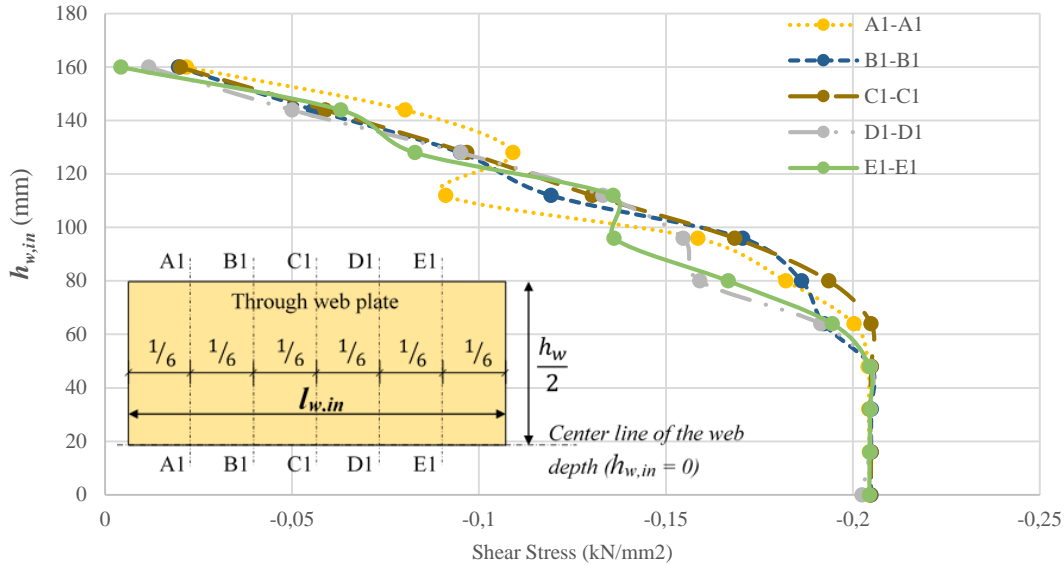 180
160
140
120
100
80
60
40
20
0
h_{w,in} (mm)
A1-A1
B1-B1
C1-C1
D1-D1
E1-E1
A1 B1 C1 D1 E1
Through web plate
1/6 1/6 1/6 1/6 1/6 1/6
h_w/2
l_{w,in}
A1 B1 C1 D1 E1
Center line of the web
depth (h_{w,in} = 0)
0 -0,05 -0,1 -0,15 -0,2 -0,25
Shear Stress (kN/mm2)